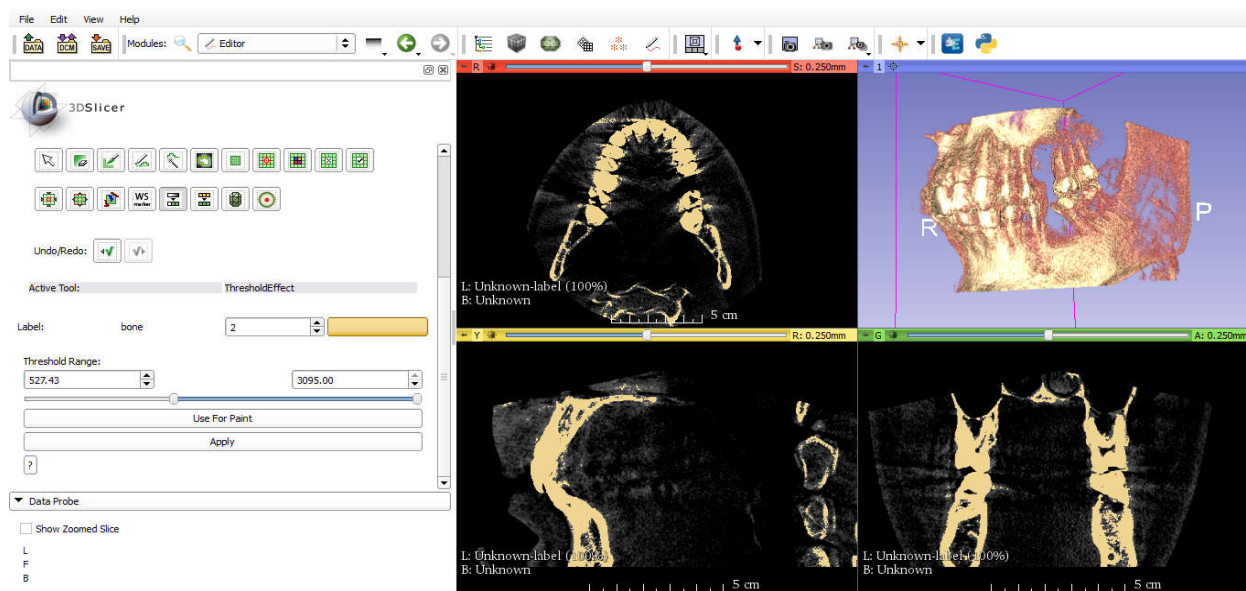 File Edit View Help
DATA DCM SAVE Modules: Editor
R S: 0.250mm
1
3DSlicer
WS
marker
Undo/Redo:
Active Tool: ThresholdEffect
Label: bone 2
Threshold Range:
527.43 3095.00
Use For Paint
Apply
?
Data Probe
Show Zoomed Slice
L
F
B
L: Unknown-label (100%)
B: Unknown
5 cm
R
P
Y R: 0.250mm
L: Unknown-label (100%)
B: Unknown
5 cm
G A: 0.250mm
L: Unknown-label (100%)
B: Unknown
5 cm